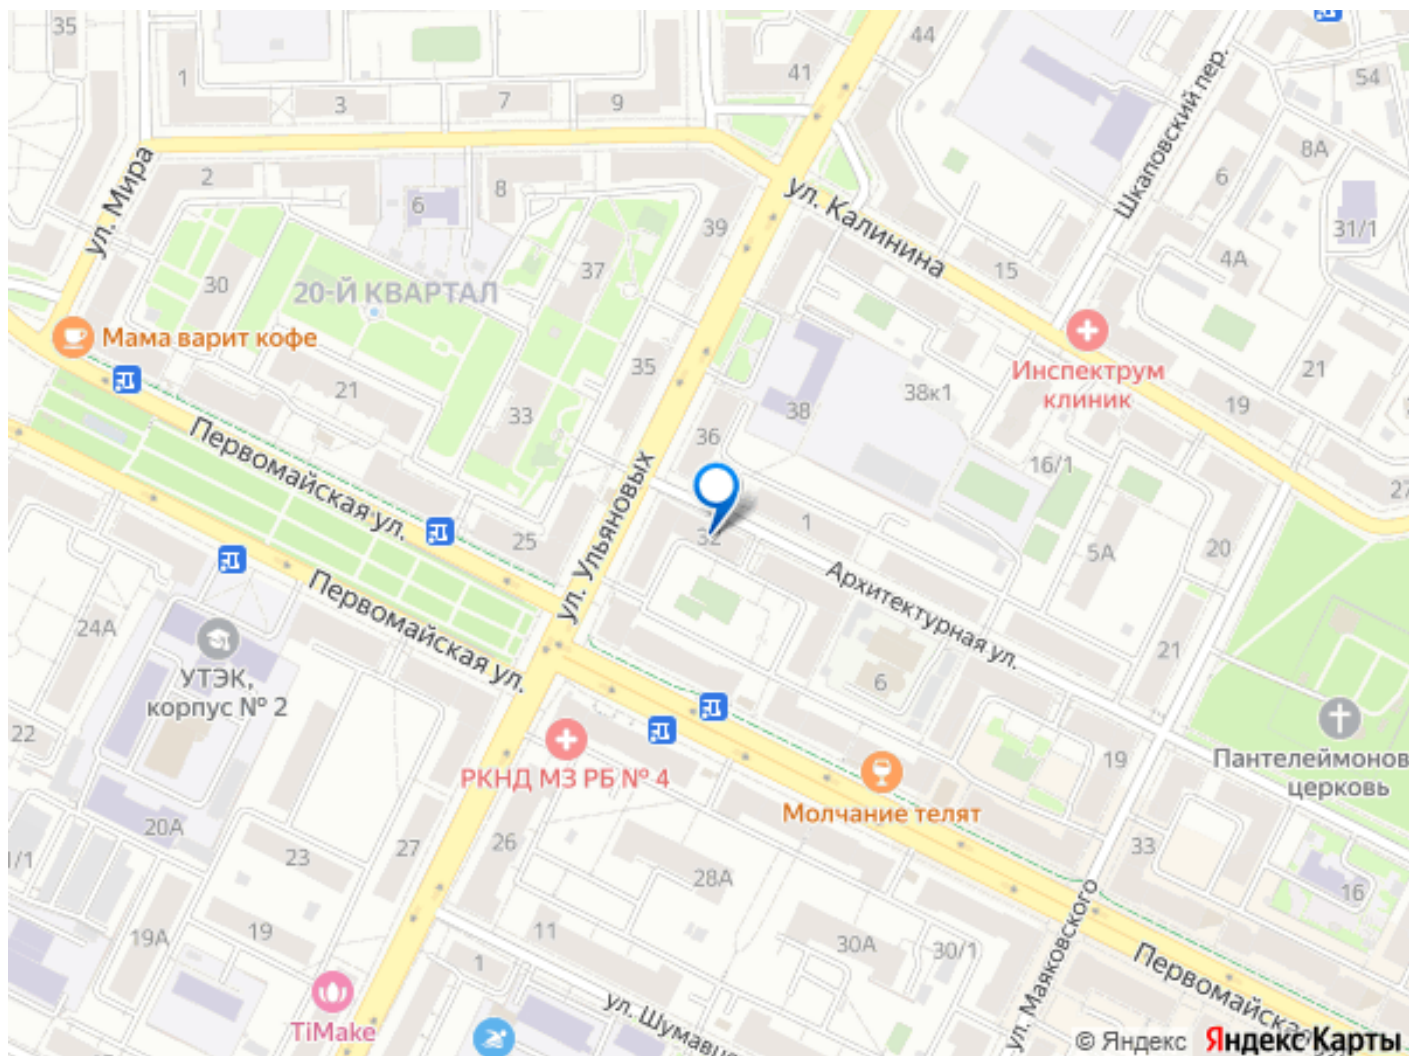 35
44
41
1
3
7
9
54
Шкаповский пер.
8А
6
ул. Мира
2
6
8
39
ул. Калинина
15
4А
31/1
30
37
20-Й КВАРТАЛ
Мама варит кофе
35
Инспектрум
клиник
21
21
33
38
38к1
19
36
16/1
27
Первомайская ул.
ул. Ульяновых
25
32
1
5А
20
Архитектурная ул.
Первомайская ул.
24А
УТЭК,
корпус № 2
6
21
22
РКНД МЗ РБ № 4
19
Пантелеймонов
церковь
Молчание телят
20А
1/1
23
27
26
28А
33
16
ул. Маяковского
19А
19
11
30А
30/1
Первомайская
1
ул. Шумавц
TiMake
© Яндекс Яндекс Карты